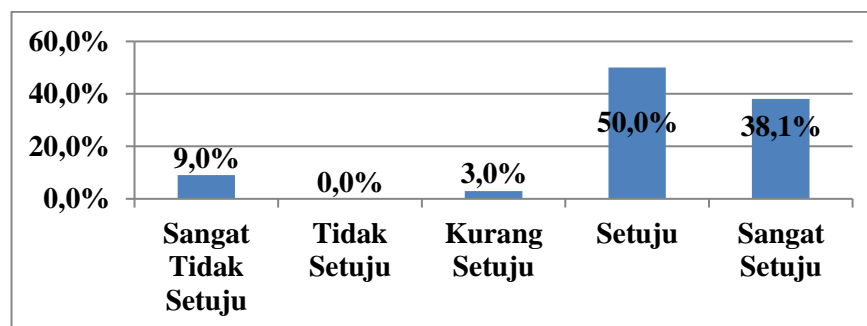 60,0%
40,0%
20,0%
0,0%
9,0%
0,0%
3,0%
50,0%
38,1%
Sangat
Tidak
Setuju
Tidak
Setuju
Kurang
Setuju
Setuju
Sangat
Setuju